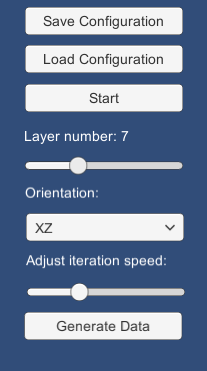 Save Configuration
Load Configuration
Start
Layer number: 7
Orientation:
XZ
Adjust iteration speed:
Generate Data